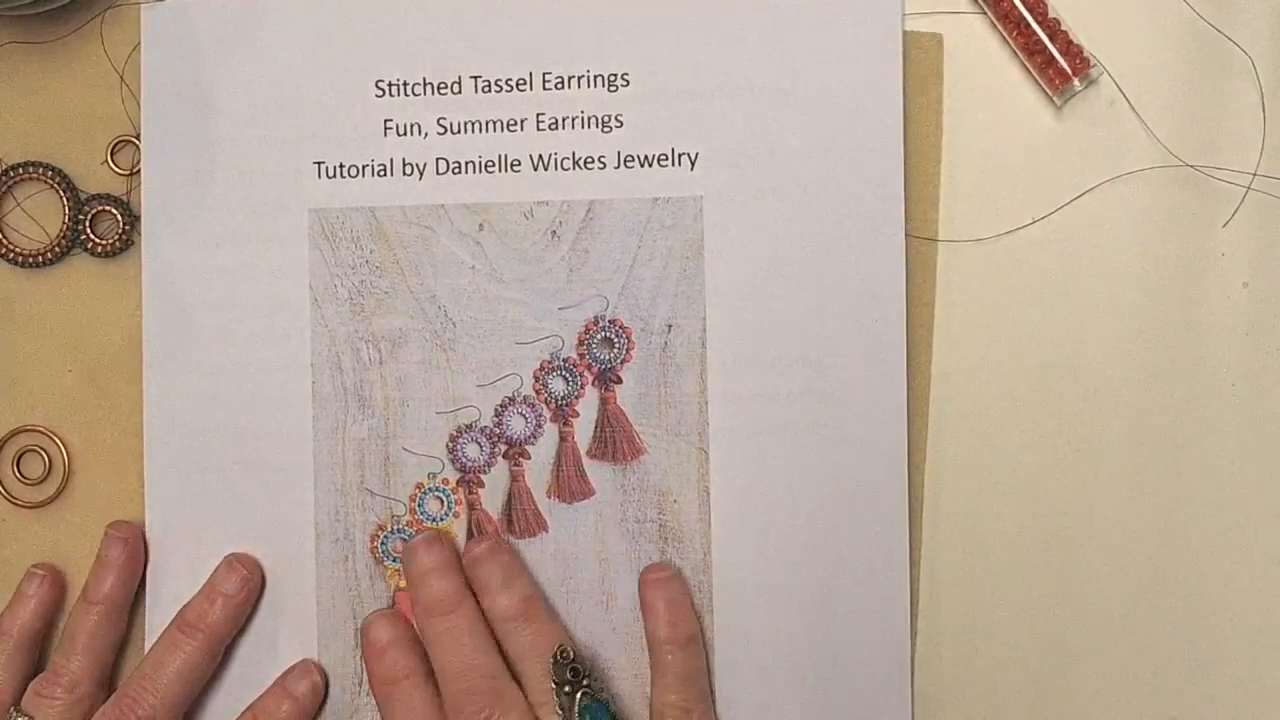 Stitched Tassel Earrings
Fun, Summer Earrings
Tutorial by Danielle Wickes Jewelry